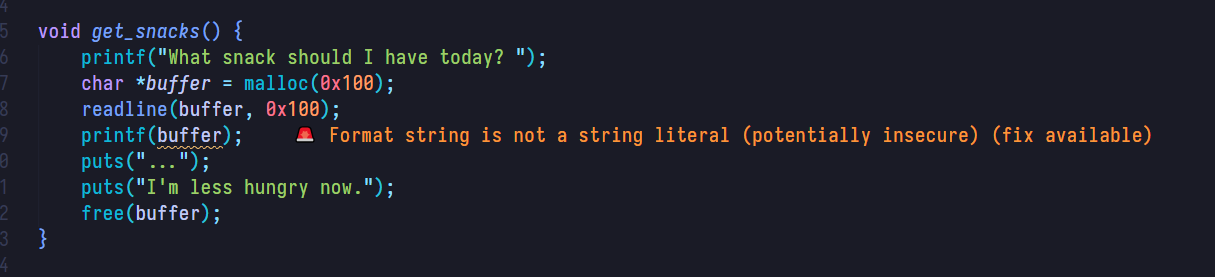 4
5 void get_snacks() {
6 printf("What snack should I have today? ");
7 char *buffer = malloc(0x100);
8 readline(buffer, 0x100);
9 printf(buffer); 🚨 Format string is not a string literal (potentially insecure) (fix available)
0 puts("...");
1 puts("I'm less hungry now.");
2 free(buffer);
3 }
4